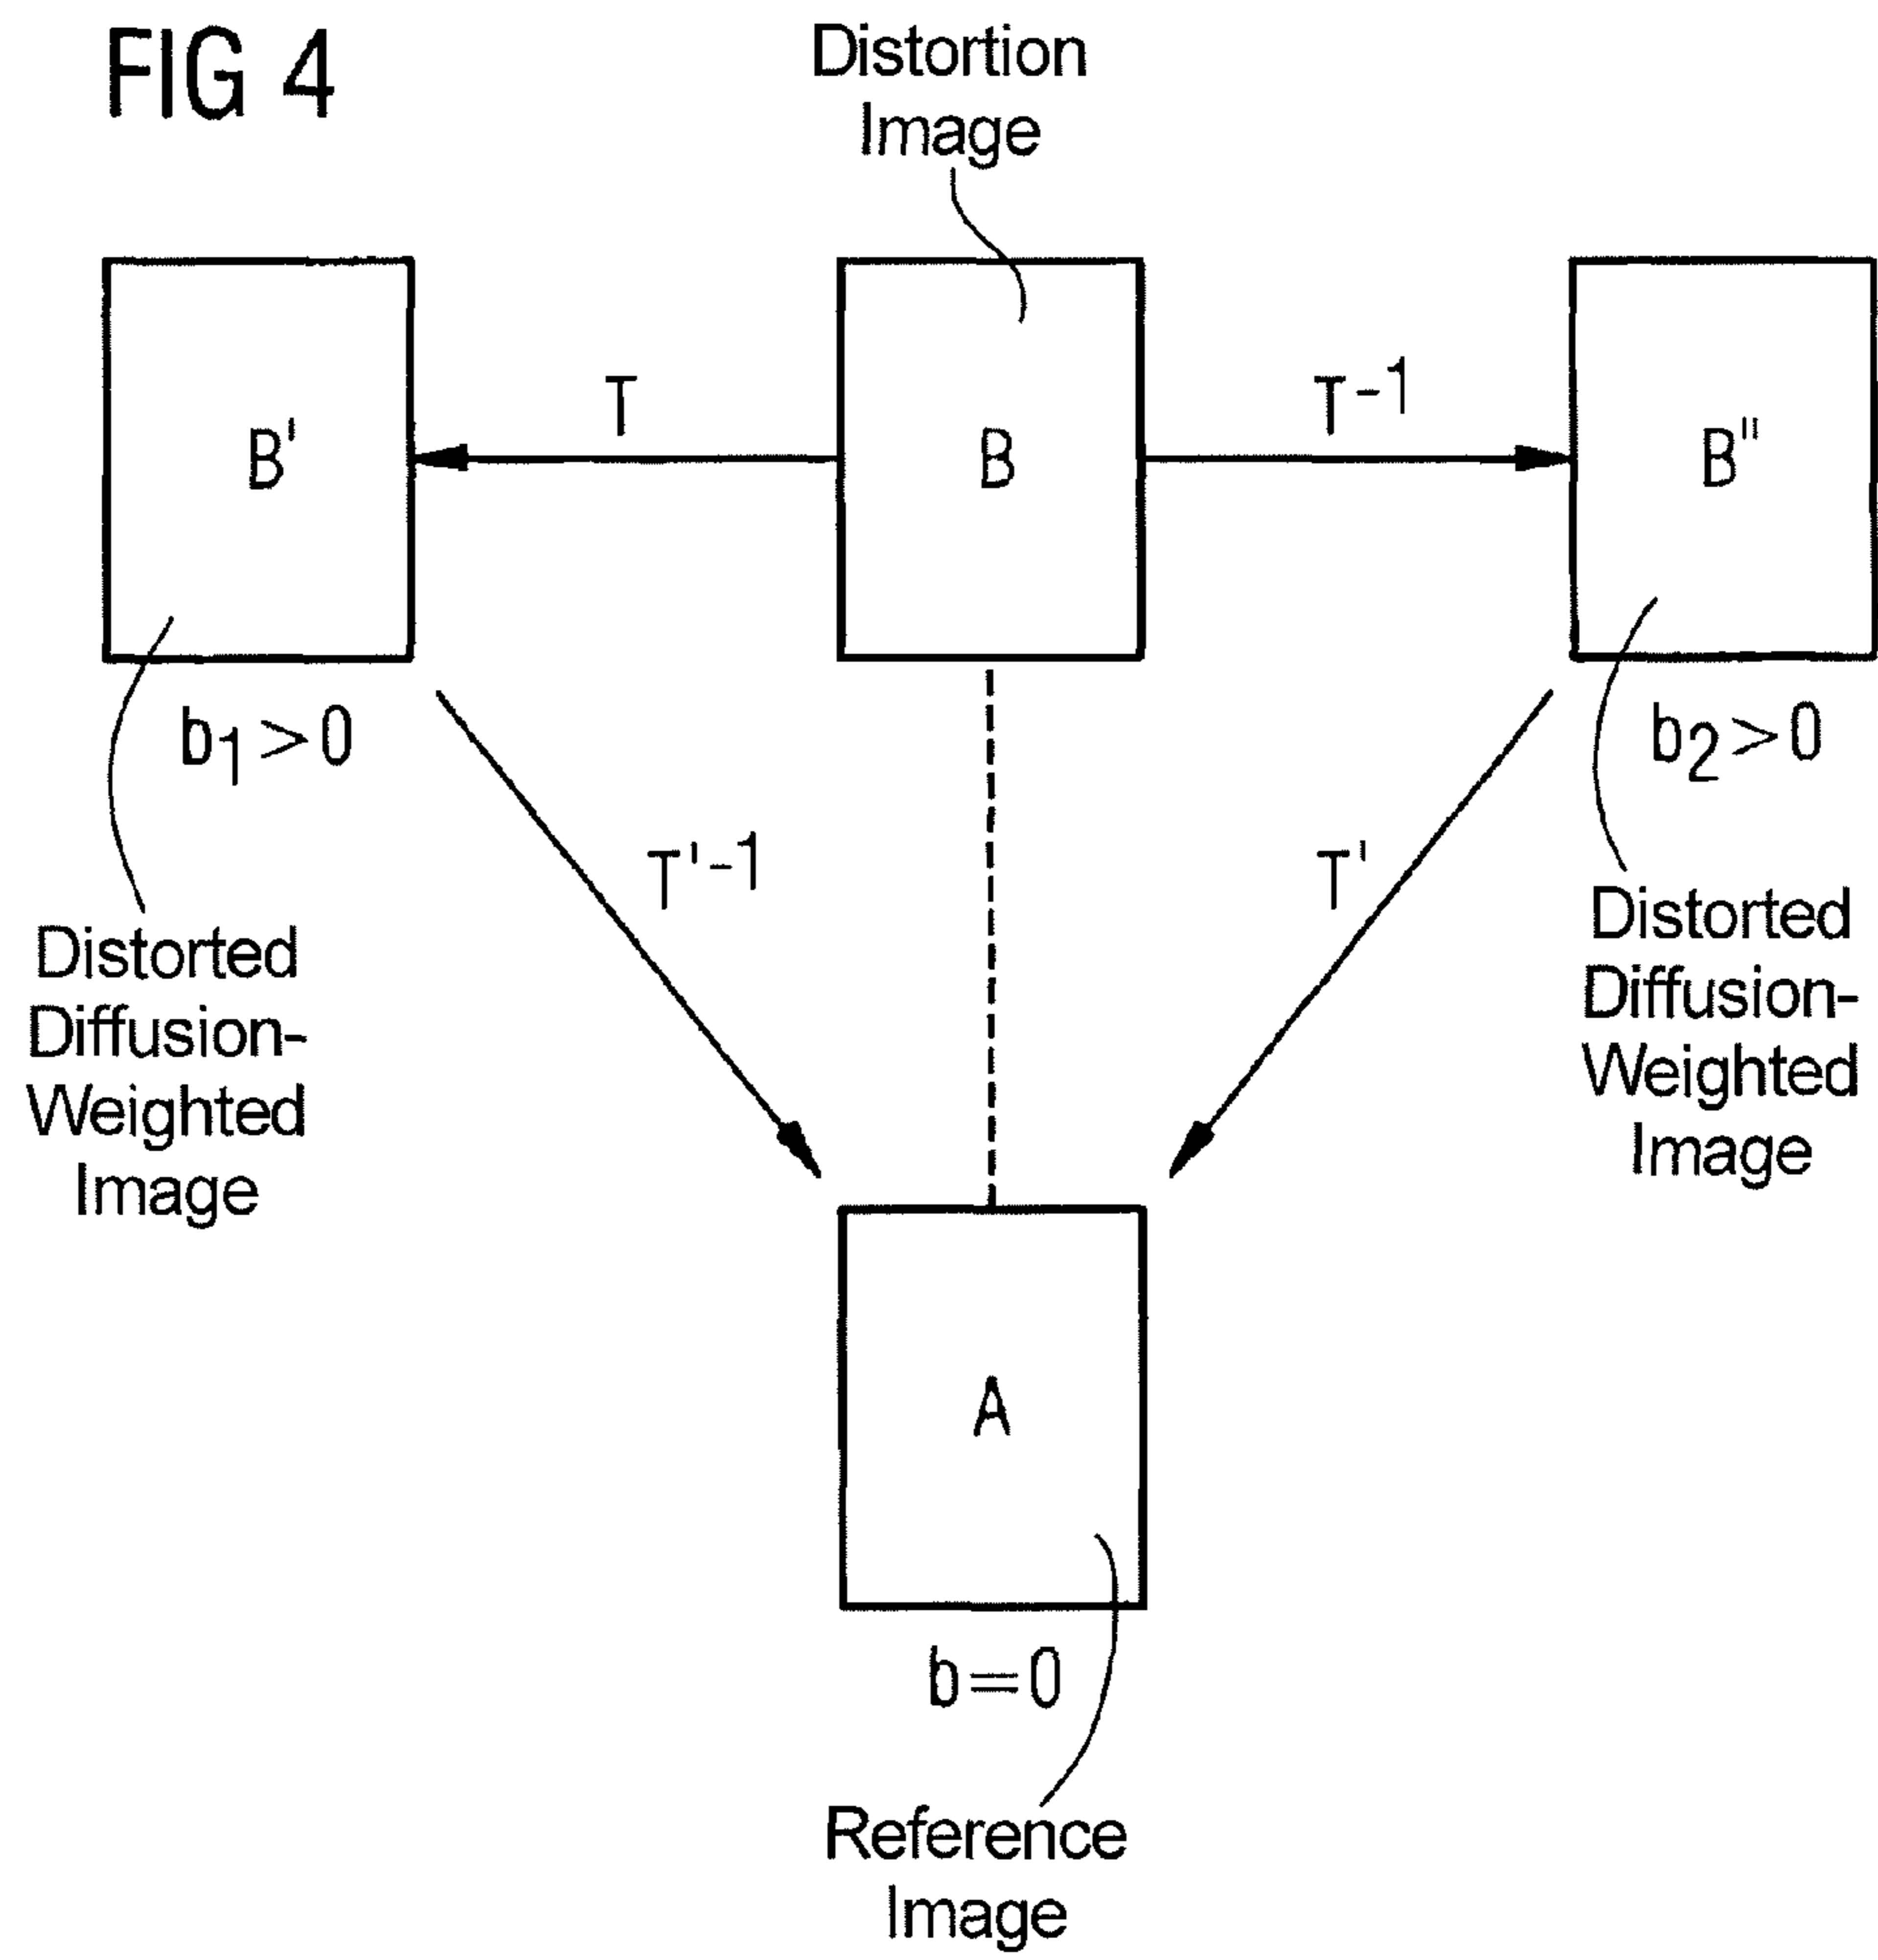 FIG 4
Distortion
Image
B'
T
B
T-1
B"
b1>0
b2>0
T'-1
T'
Distorted
Diffusion-
Weighted
Image
Distorted
Diffusion-
Weighted
Image
A
b=0
Reference
Image